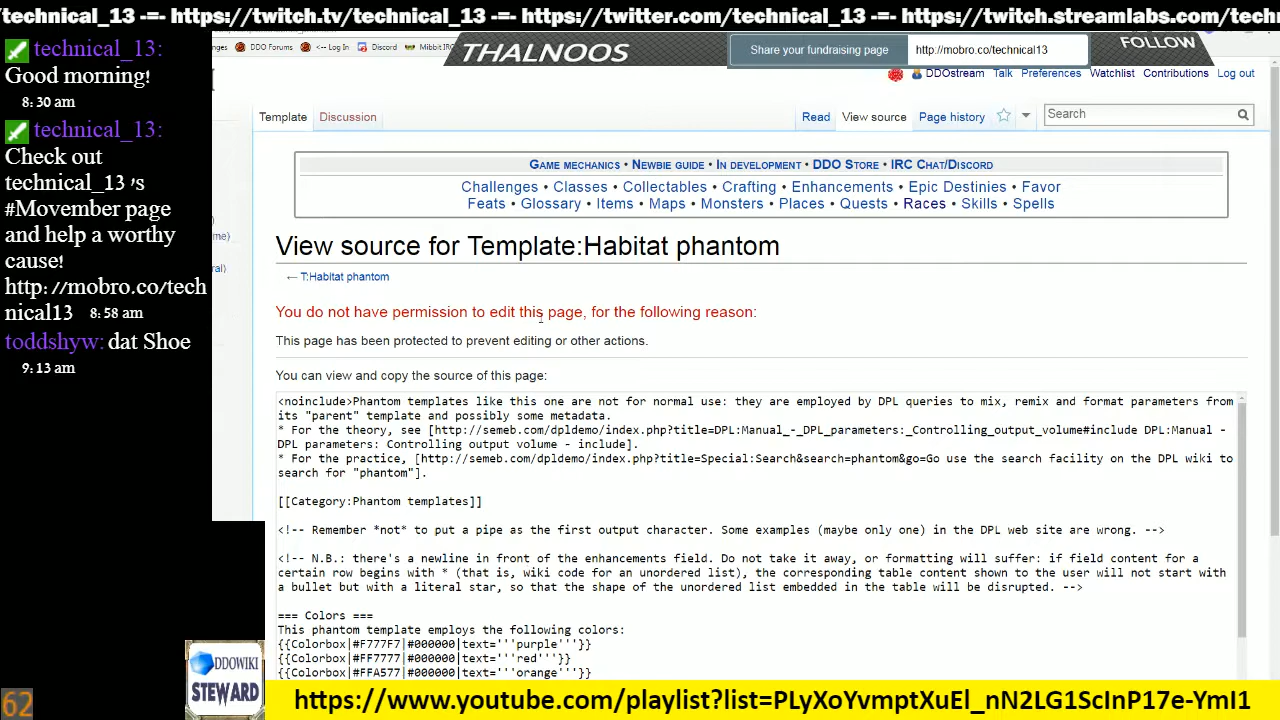 /technical_13 -=- https://twitch.tv/technical_13 -=- https://twitter.com/technical_13 -=- https://twitch.streamlabs.com/techn
technical_13:
Good morning!
8:30 am
technical_13:
Check out
technical_13's
#Movember page
and help a worthy
cause!
http://mobro.co/tech
nical13 8:58 am
toddshyw: dat Shoe
9:13 am
nges DDO Forums <-- Log In Discord Mibbit IRC
THALNOOS
Share your fundraising page http://mobro.co/technical13
FOLLOW
DDOstream Talk Preferences Watchlist Contributions Log out
Template Discussion Read View source Page history Search
GAME MECHANICS • NEWBIE GUIDE • IN DEVELOPMENT • DDO STORE • IRC CHAT/DISCORD
Challenges • Classes • Collectables • Crafting • Enhancements • Epic Destinies • Favor
Feats • Glossary • Items • Maps • Monsters • Places • Quests • Races • Skills • Spells
me)
ral)
View source for Template:Habitat phantom
← T:Habitat phantom
You do not have permission to edit this page, for the following reason:
This page has been protected to prevent editing or other actions.
You can view and copy the source of this page:
<noinclude>Phantom templates like this one are not for normal use: they are employed by DPL queries to mix, remix and format parameters from
its "parent" template and possibly some metadata.
* For the theory, see [http://semeb.com/dpldemo/index.php?title=DPL:Manual_-_DPL_parameters:_Controlling_output_volume#include DPL:Manual -
DPL parameters: Controlling output volume - include].
* For the practice, [http://semeb.com/dpldemo/index.php?title=Special:Search&search=phantom&go=Go use the search facility on the DPL wiki to
search for "phantom"].
[[Category:Phantom templates]]
<!-- Remember *not* to put a pipe as the first output character. Some examples (maybe only one) in the DPL web site are wrong. -->
<!-- N.B.: there's a newline in front of the enhancements field. Do not take it away, or formatting will suffer: if field content for a
certain row begins with * (that is, wiki code for an unordered list), the corresponding table content shown to the user will not start with
a bullet but with a literal star, so that the shape of the unordered list embedded in the table will be disrupted. -->
=== Colors ===
This phantom template employs the following colors:
{{Colorbox|#F777F7|#000000|text='''purple'''}}
{{Colorbox|#FF7777|#000000|text='''red'''}}
{{Colorbox|#FFA577|#000000|text='''orange'''}}
DDOWIKI
STEWARD
62
https://www.youtube.com/playlist?list=PLyXoYvmptXuEl_nN2LG1ScInP17e-YmI1